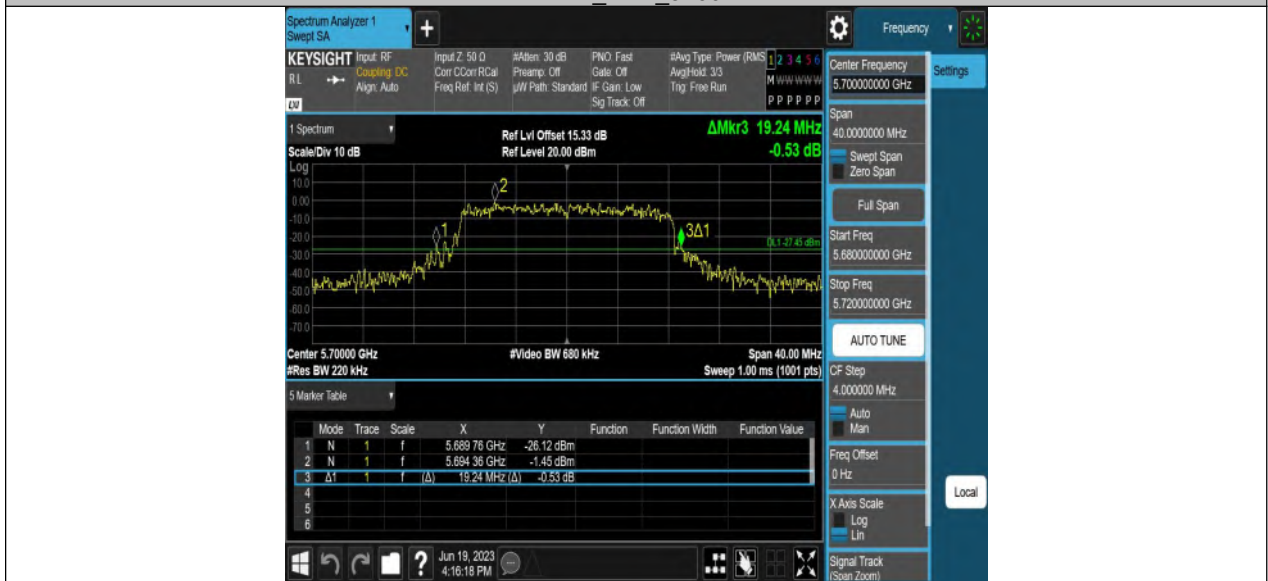 Spectrum Analyzer 1
Swept SA
+
Frequency
KEYSIGHT Input: RF Input Z: 50 Ω #Atten: 30 dB PNO: Fast #Avg Type: Power (RMS 1 2 3 4 5 6
RL Coupling: DC Corr CCorr RCal Preamp: Off Gate: Off Avg|Hold: 3/3 M W W W W W
Align: Auto Freq Ref: Int (S) µW Path: Standard IF Gain: Low Trig: Free Run
Sig Track: Off P P P P P P
1 Spectrum
Ref Lvl Offset 15.33 dB ΔMkr3 19.24 MHz
Scale/Div 10 dB Ref Level 20.00 dBm -0.53 dB
Log
10.0
0.00
-10.0
-20.0
-30.0
-40.0
-50.0
-60.0
-70.0
1
2
3Δ1
DL1 -27.45 dBm
Center 5.70000 GHz #Video BW 680 kHz Span 40.00 MHz
#Res BW 220 kHz Sweep 1.00 ms (1001 pts)
5 Marker Table
Mode Trace Scale X Y Function Function Width Function Value
1 N 1 f 5.689 76 GHz -26.12 dBm
2 N 1 f 5.694 36 GHz -1.45 dBm
3 Δ1 1 f (Δ) 19.24 MHz (Δ) -0.53 dB
4
5
6
?
Jun 19, 2023
4:16:18 PM
Center Frequency
5.700000000 GHz
Settings
Span
40.0000000 MHz
Swept Span
Zero Span
Full Span
Start Freq
5.680000000 GHz
Stop Freq
5.720000000 GHz
AUTO TUNE
CF Step
4.000000 MHz
Auto
Man
Freq Offset
0 Hz
X Axis Scale
Log
Lin
Local
Signal Track
(Span Zoom)